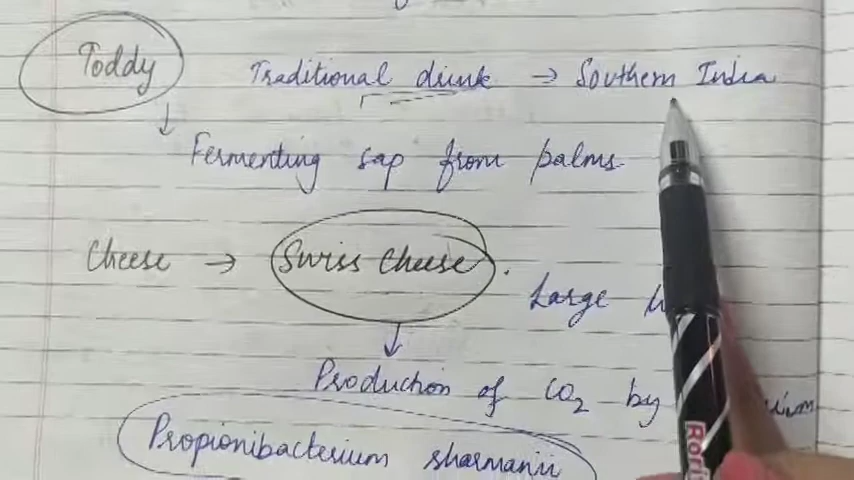 Toddy Traditional drink → Southern India
Fermenting sap from palms.
Cheese → Swiss Cheese.
Large
Production of CO2 by
Propionibacterium sharmanii
Rori